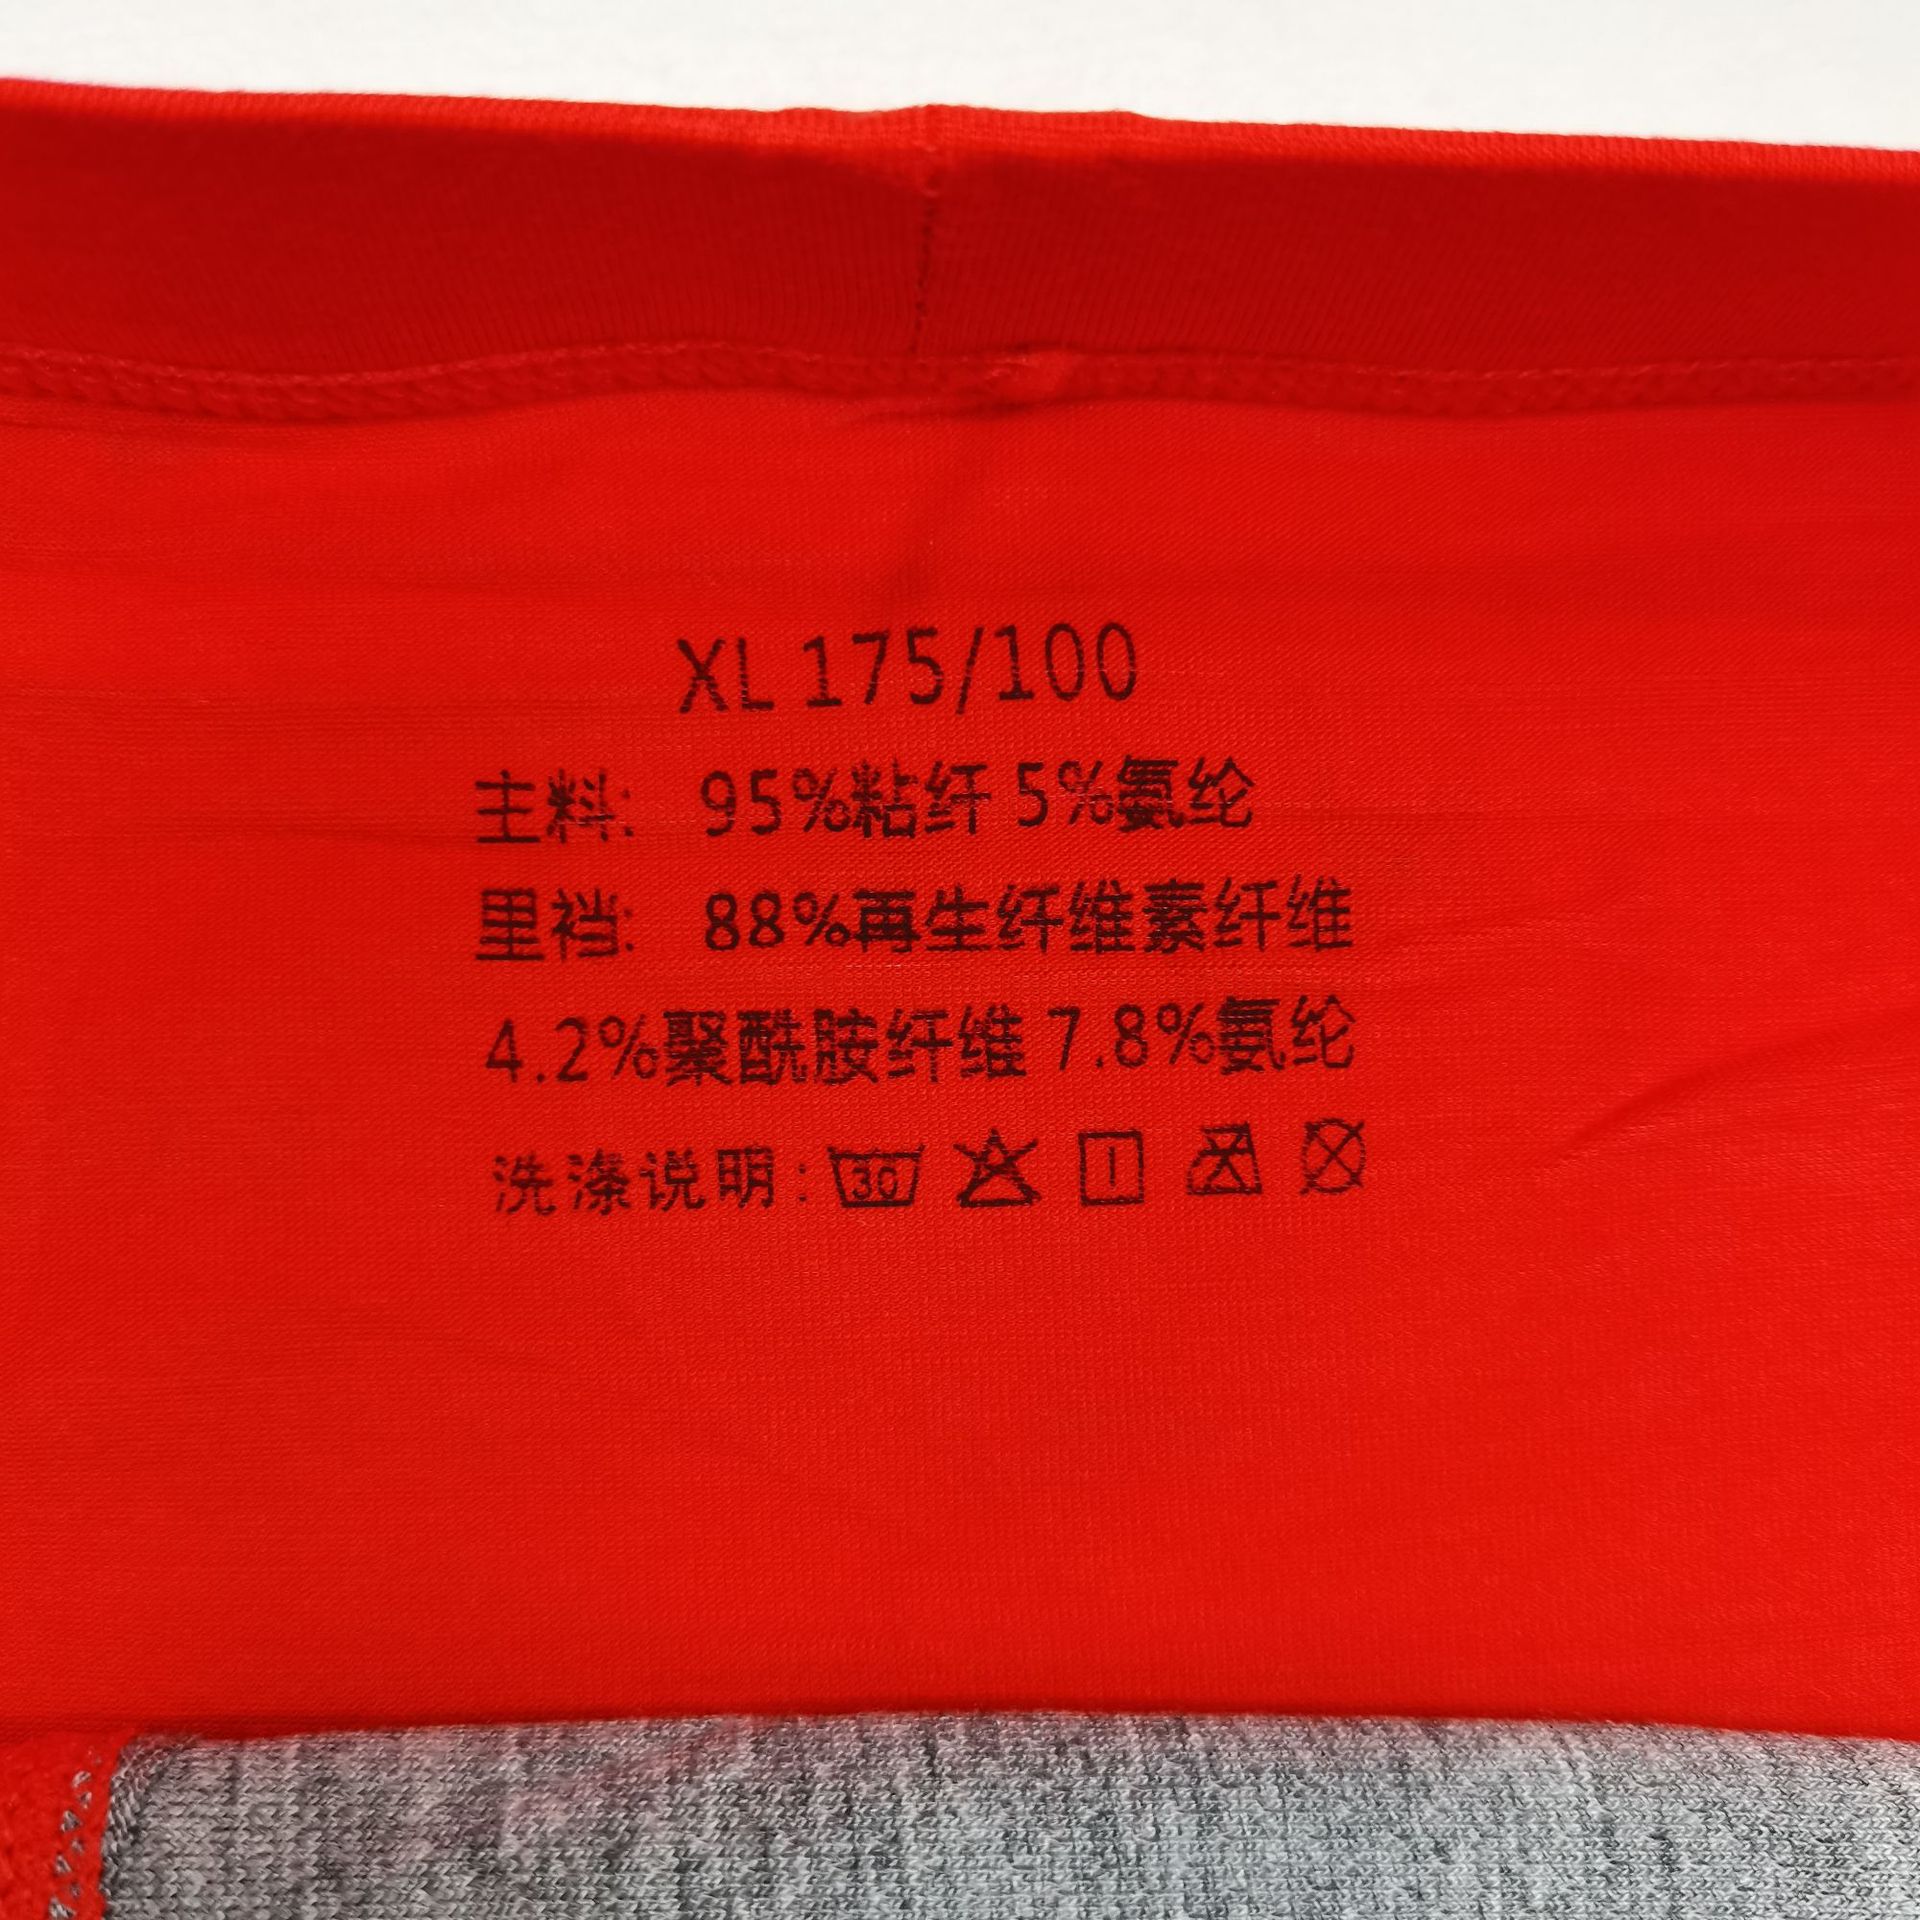 XL 175/100
主料: 95%粘纤 5%氨纶
里裆: 88%再生纤维素纤维
4.2%聚酰胺纤维 7.8%氨纶
洗涤说明: 30